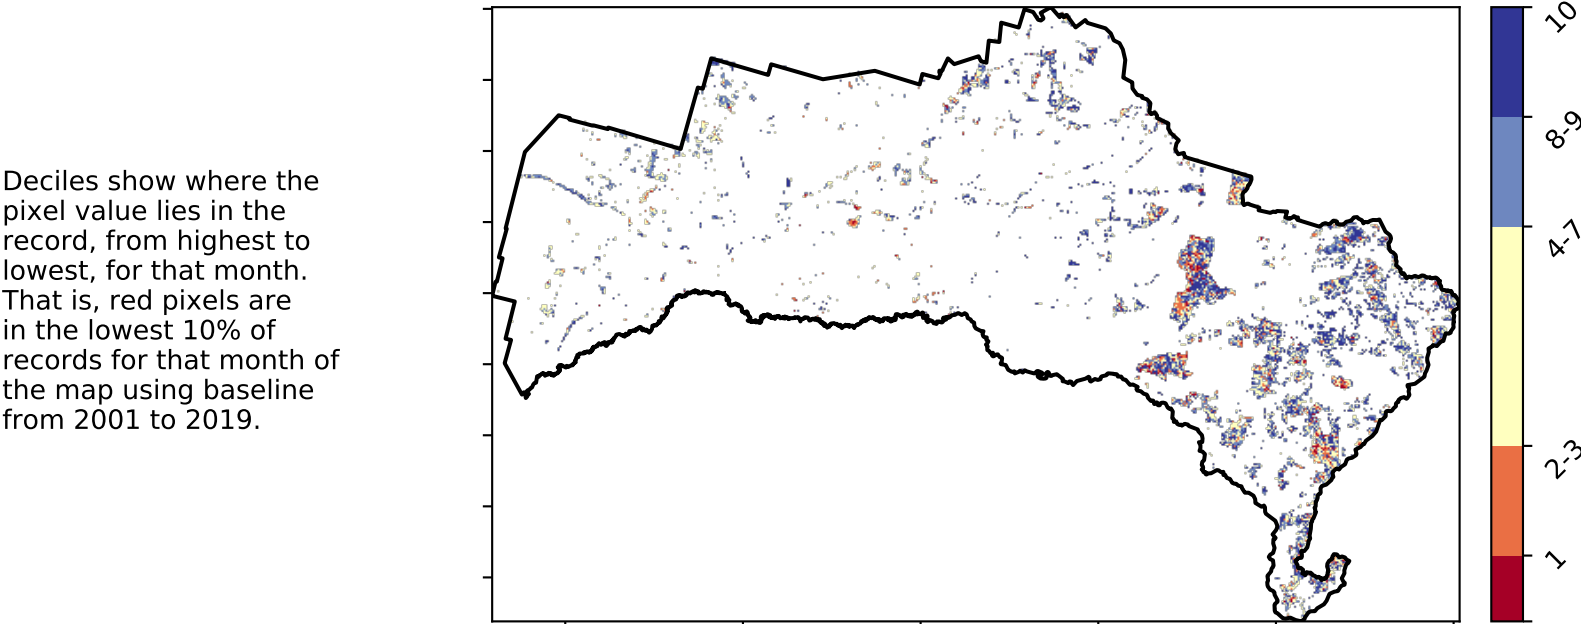 Deciles show where the
pixel value lies in the
record, from highest to
lowest, for that month.
That is, red pixels are
in the lowest 10% of
records for that month of
the map using baseline
from 2001 to 2019.
10
8-9
4-7
2-3
1